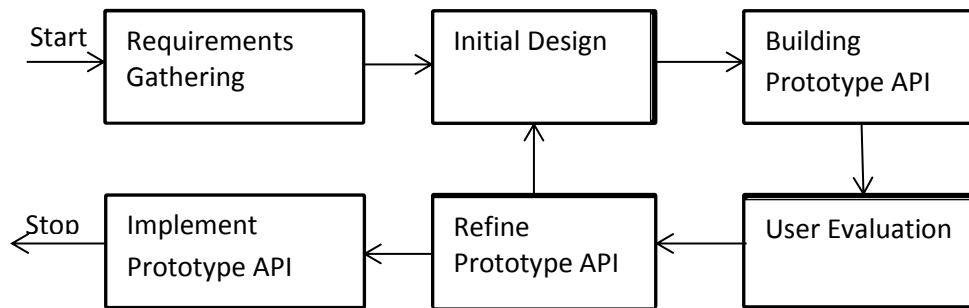 Start
Requirements
Gathering
Initial Design
Building
Prototype API
Stop
Implement
Prototype API
Refine
Prototype API
User Evaluation